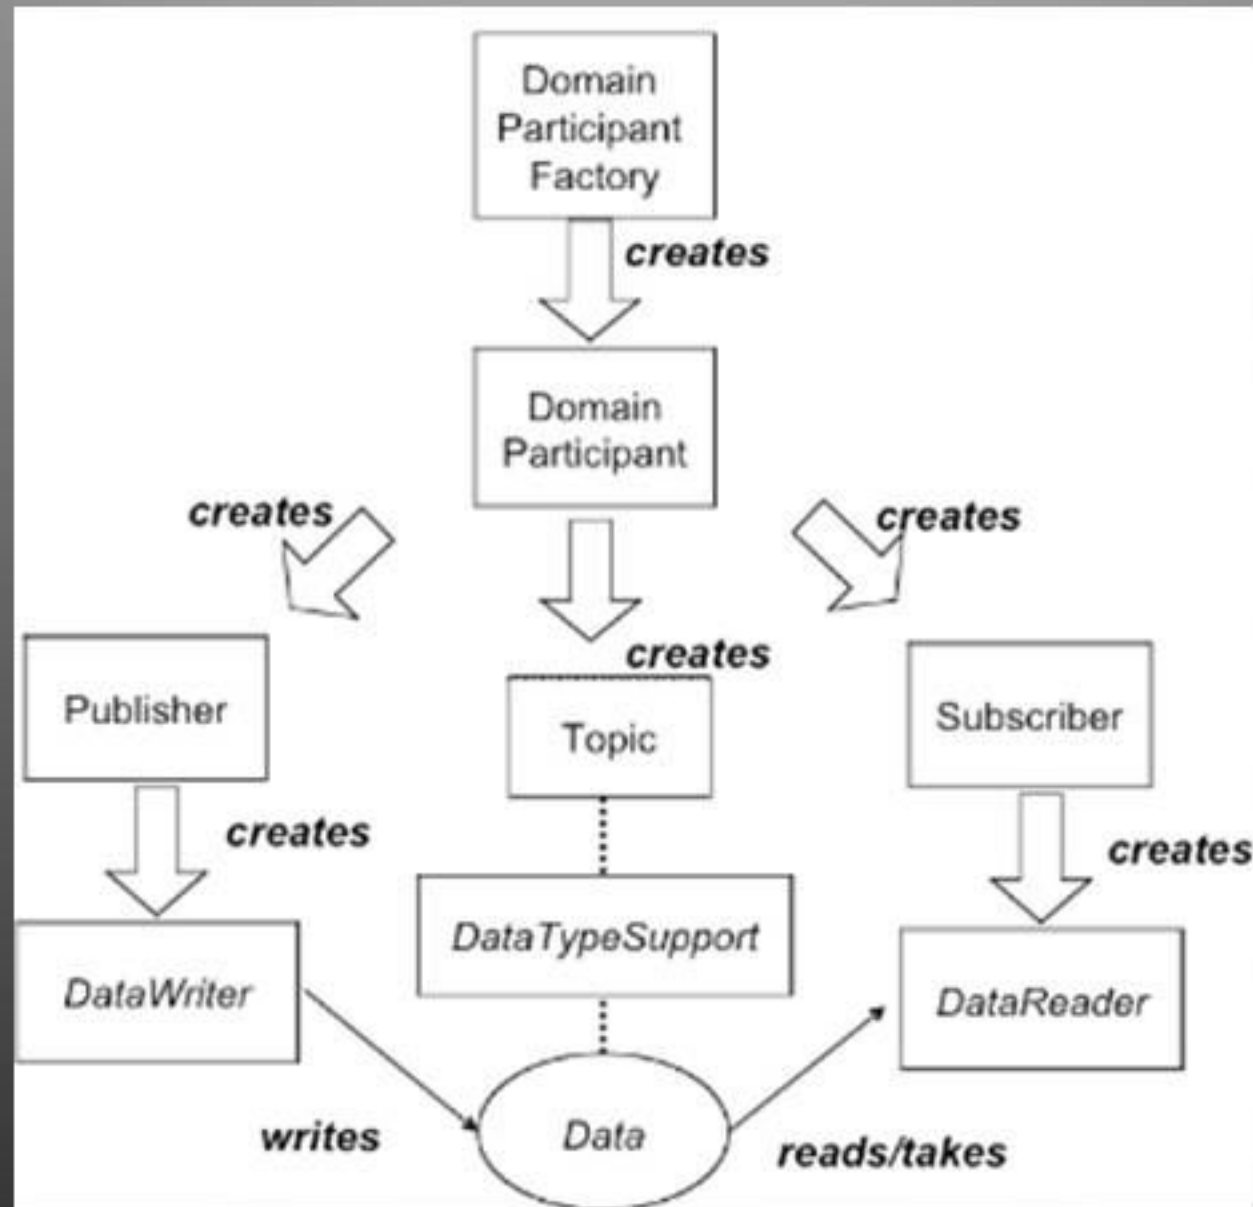 Domain
Participant
Factory
creates
Domain
Participant
creates
creates
creates
Publisher
Topic
Subscriber
creates
creates
DataTypeSupport
DataWriter
DataReader
writes
Data
reads/takes